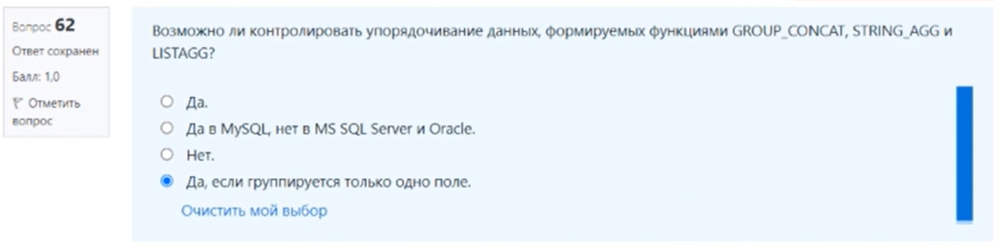 Вопрос 62
Ответ сохранен
Балл: 1,0
Отметить
вопрос
Возможно ли контролировать упорядочивание данных, формируемых функциями GROUP_CONCAT, STRING_AGG и
LISTAGG?
Да.
Да в MySQL, нет в MS SQL Server и Oracle.
Нет.
Да, если группируется только одно поле.
Очистить мой выбор